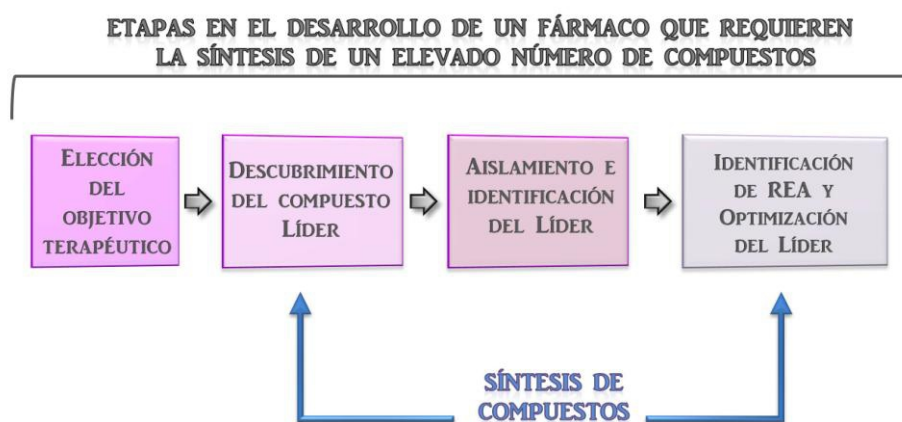 ETAPAS EN EL DESARROLLO DE UN FÁRMACO QUE REQUIEREN
LA SÍNTESIS DE UN ELEVADO NÚMERO DE COMPUESTOS
ELECCIÓN
DEL
OBJETIVO
TERAPÉUTICO
DESCUBRIMIENTO
DEL COMPUESTO
LÍDER
AISLAMIENTO E
IDENTIFICACIÓN
DEL LÍDER
IDENTIFICACIÓN
DE REA Y
OPTIMIZACIÓN
DEL LÍDER
SÍNTESIS DE
COMPUESTOS